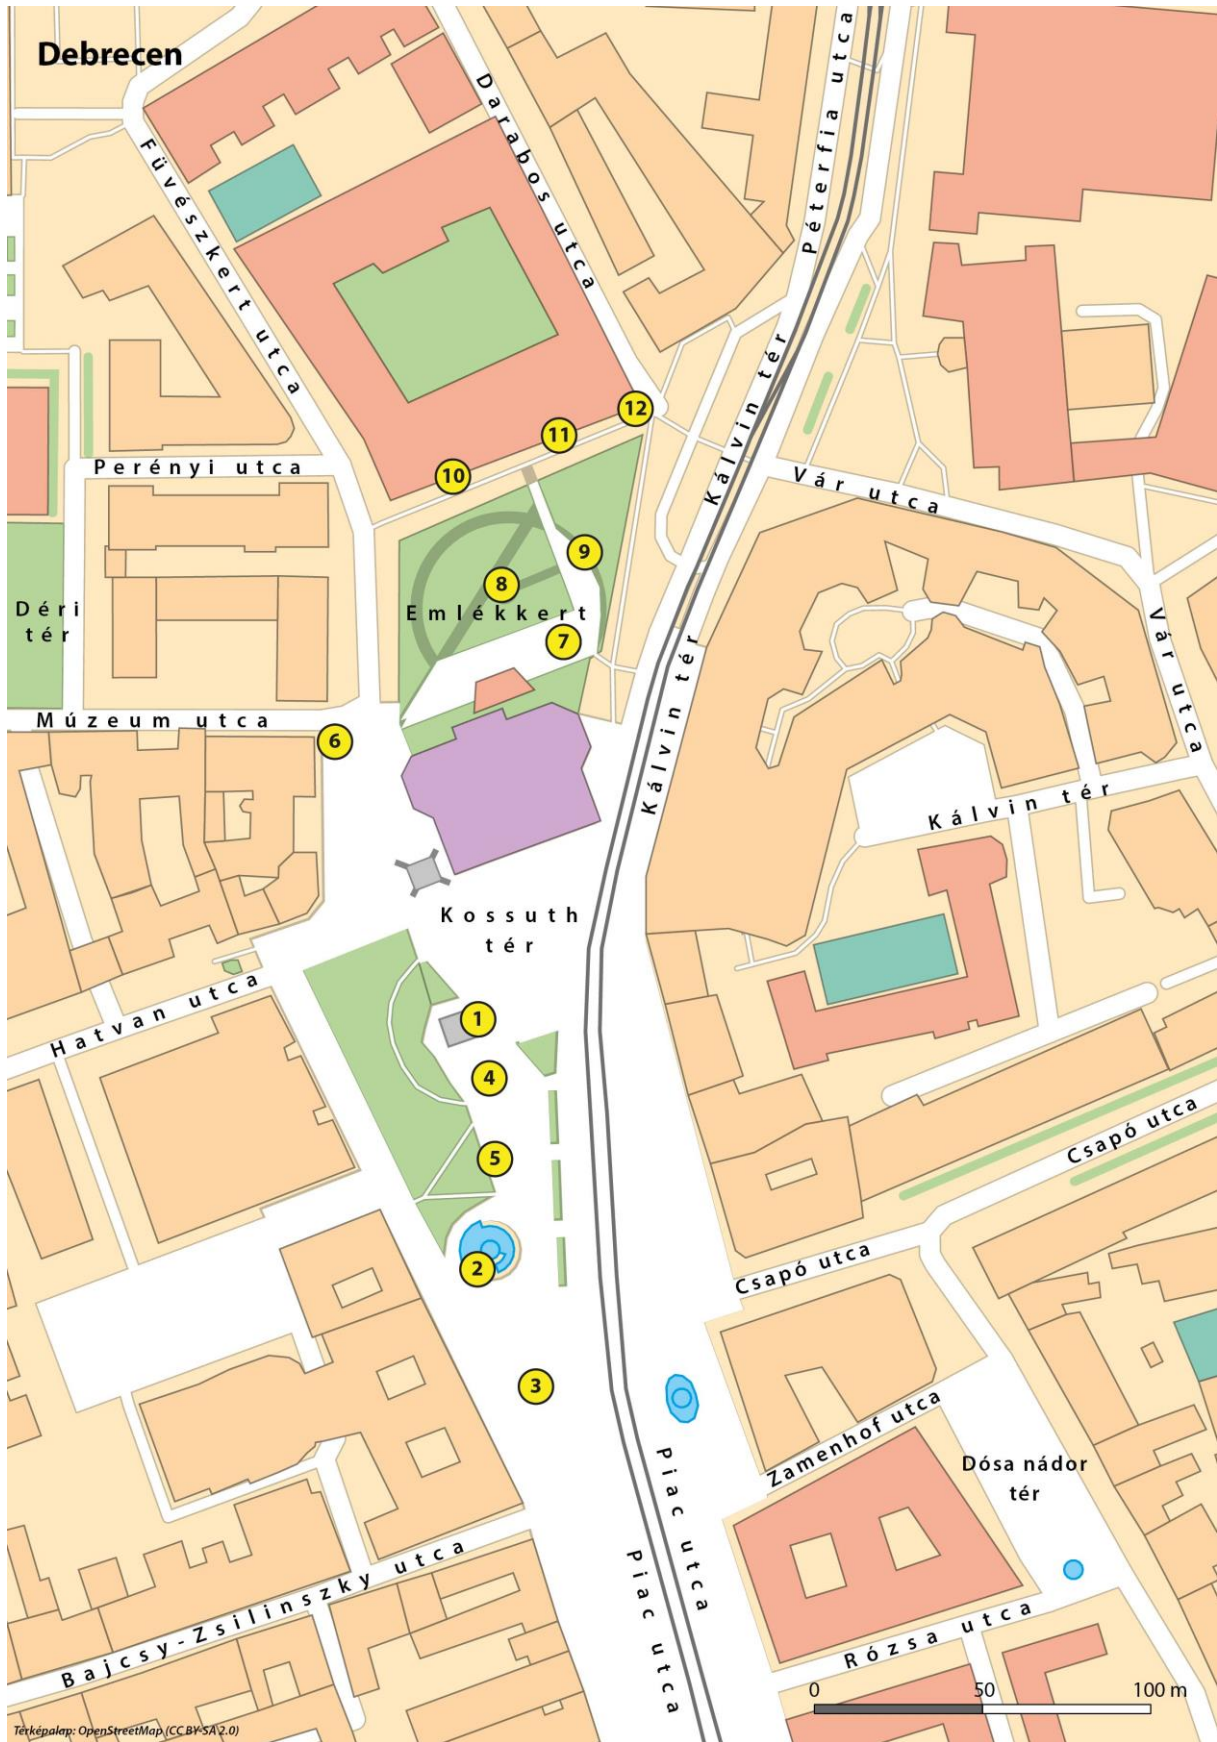 Debrecen
Darabos utca
Péterfia utca
Füvészkert utca
12
11
10
Kálvin tér
Perényi utca
Vár utca
9
8
Emlékkert
7
Déri
tér
Vár utca
Múzeum utca
6
Kálvin tér
Kálvin tér
Kossuth
tér
Hatvan utca
1
4
5
Csapó utca
2
Csapó utca
3
Zamenhof utca
Dósa nádor
tér
Piac utca
Piac utca
Bajcsy-Zsilinszky utca
Rózsa utca
0 50 100 m
Térképalap: OpenStreetMap (CC BY-SA 2.0)